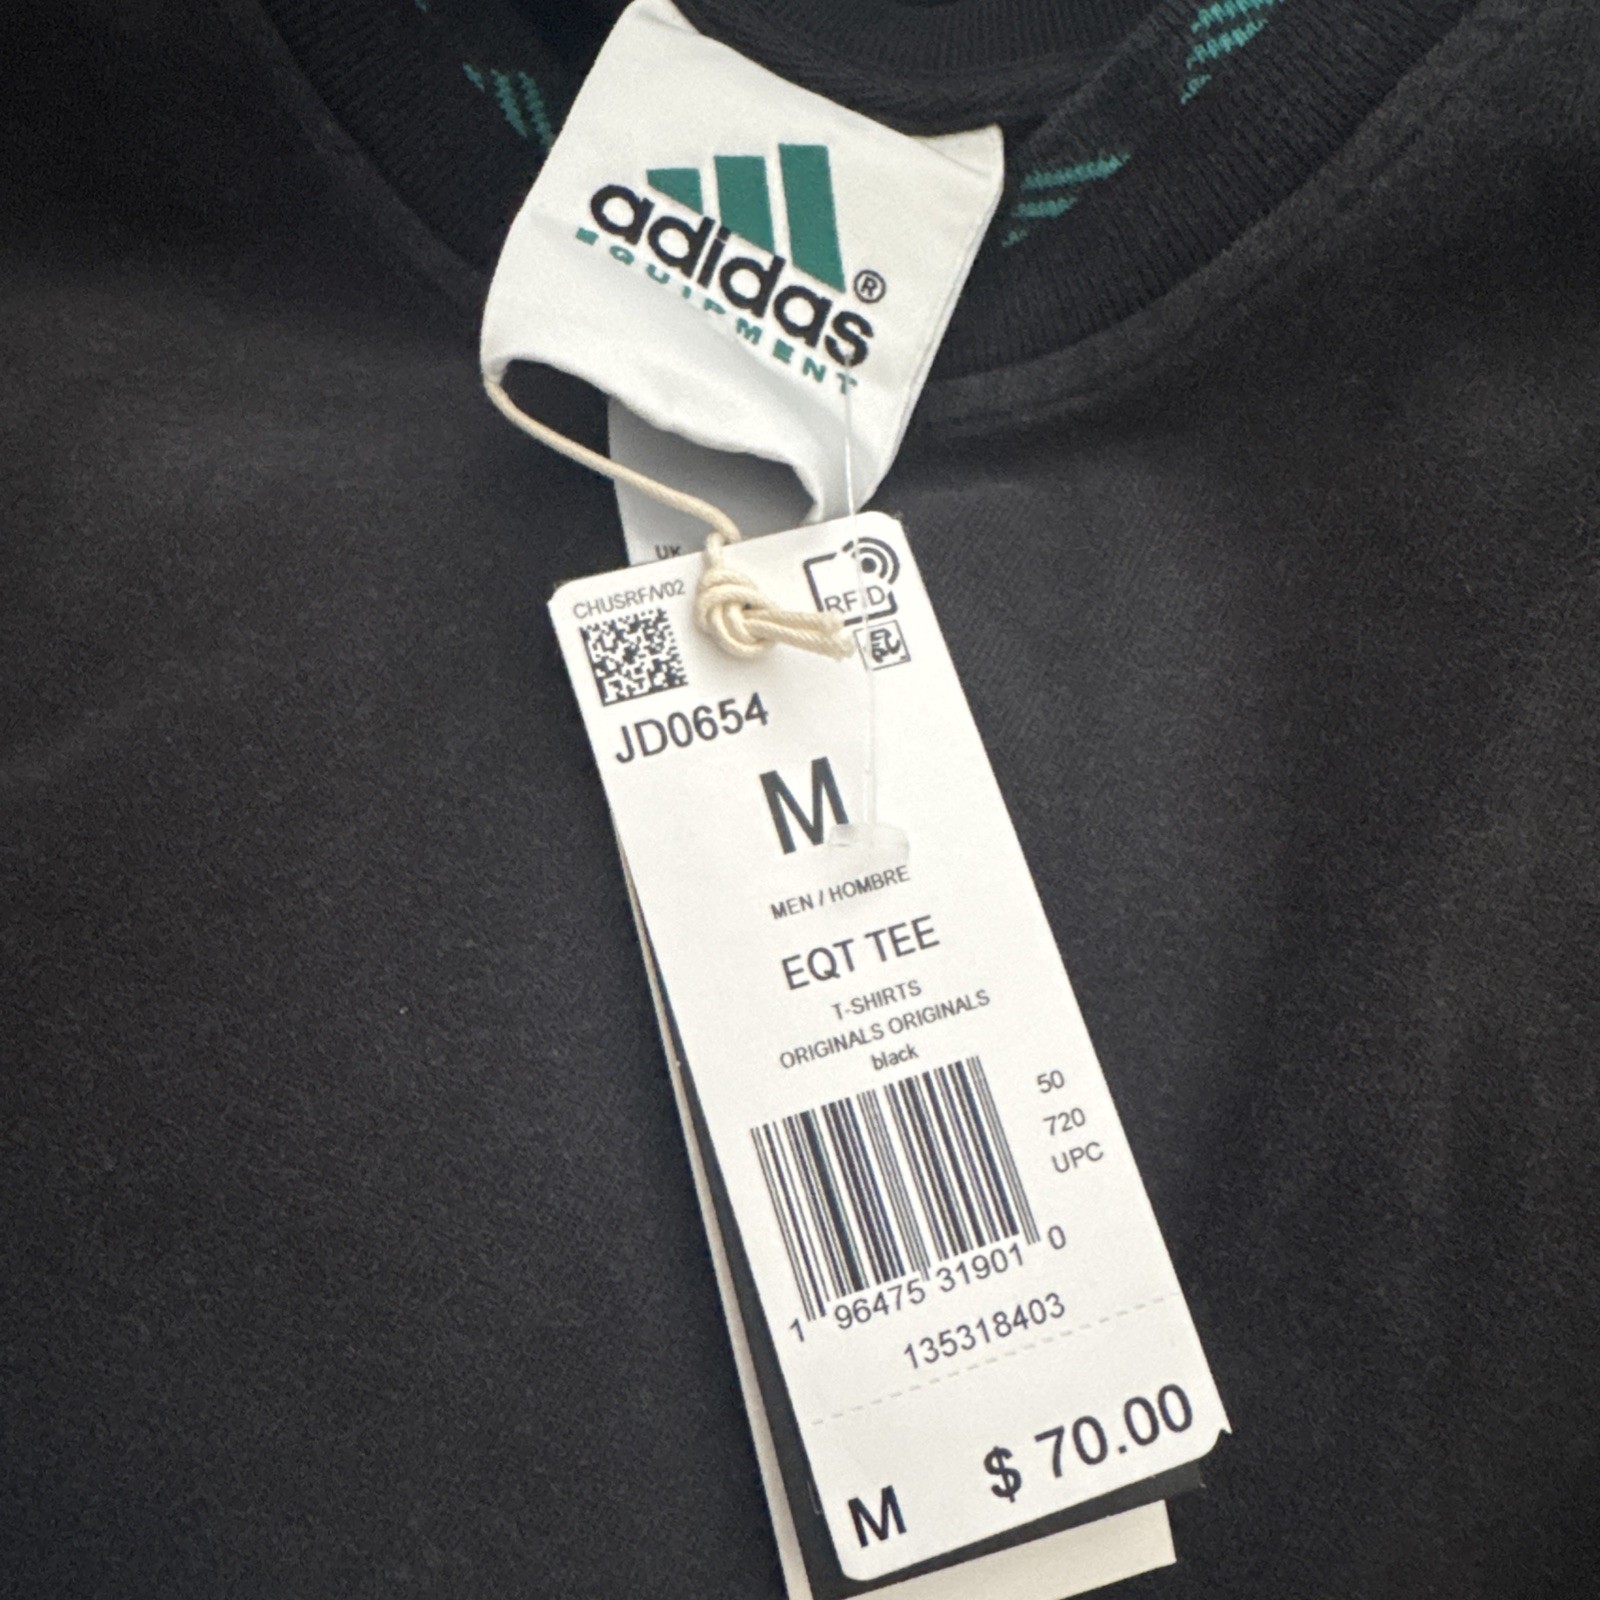 adidas ®
EQUIPMENT
UK
CHUSRF/V02
RFID
JD0654
M
MEN / HOMBRE
EQT TEE
T-SHIRTS
ORIGINALS ORIGINALS
black
50
720
UPC
1 96475 31901 0
135318403
M $ 70.00